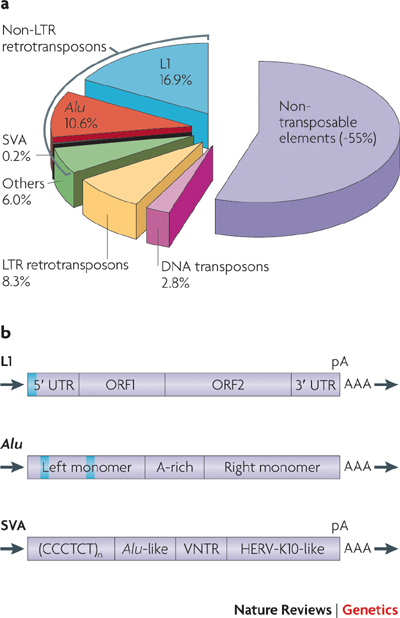 a
Non-LTR
retrotransposons
L1
16.9%
Alu
10.6%
Non-
transposable
elements (~55%)
SVA
0.2%
Others
6.0%
LTR retrotransposons
8.3%
DNA transposons
2.8%
b
L1
pA
5′ UTR ORF1 ORF2 3′ UTR AAA
Alu
Left monomer A-rich Right monomer AAA
SVA
pA
(CCCTCT)n Alu-like VNTR HERV-K10-like AAA
Nature Reviews | Genetics